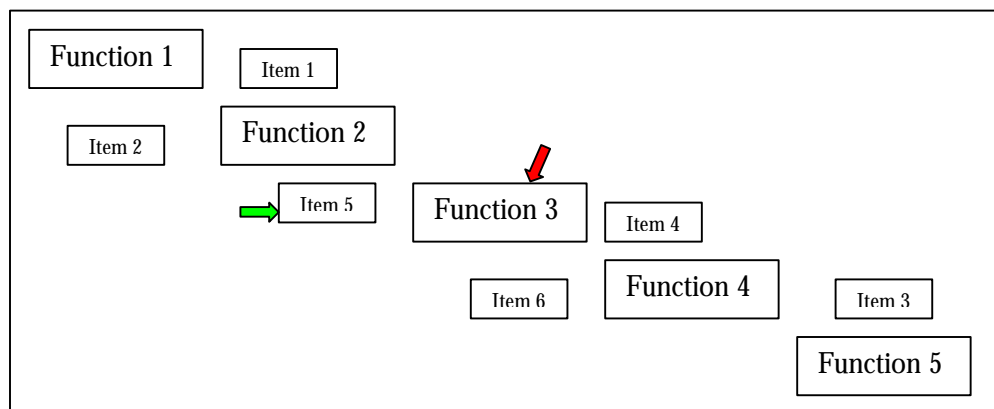 Function 1
Item 1
Function 2
Item 2
Item 5
Function 3
Item 4
Function 4
Item 6
Item 3
Function 5